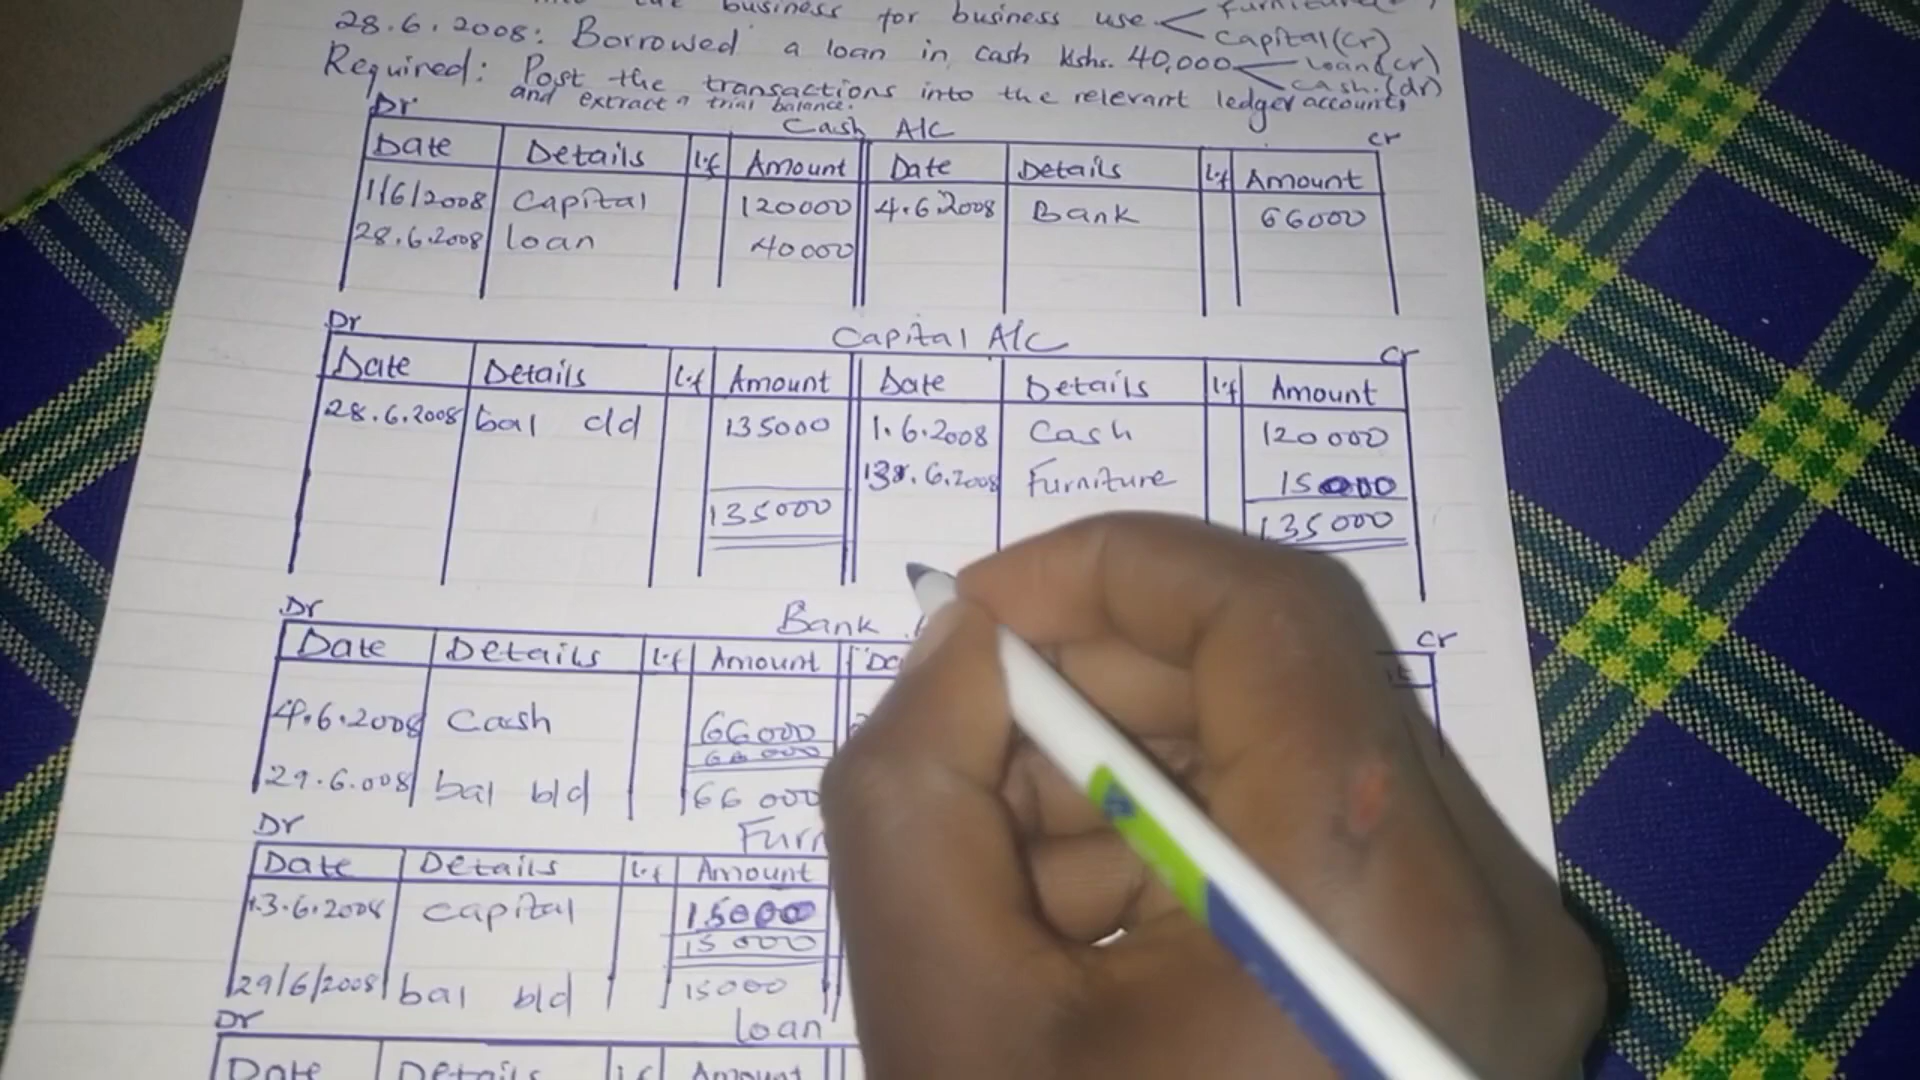 business for business use
Capital(cr)
28.6.2008: Borrowed a loan in cash Kshs. 40,000 loan(cr)
cash.(dr)
Required: Post the transactions into the relevant ledger accounts
and extract a trial balance.
Dr Cash A/C cr
Date Details l.f Amount Date Details l.f Amount
1/6/2008 Capital 120000 4.6.2008 Bank 66000
28.6.2008 loan 40000
Dr Capital A/C Cr
Date Details l.f Amount Date Details l.f Amount
28.6.2008 bal c/d 135000 1.6.2008 Cash 120000
.6.2008 Furniture 15000
135000 135000
Dr Bank cr
Date Details l.f Amount
4.6.2008 Cash 66000
66000
29.6.008 bal b/d 66000
Dr
Date Details l.f Amount
13.6.2008 Capital 15000
15000
29/6/2008 bal b/d 15000
Dr loan
Date Details l.f Amount